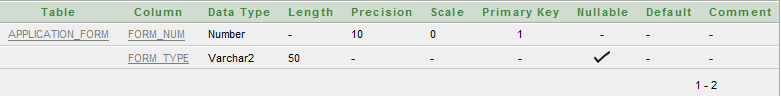 Table Column Data Type Length Precision Scale Primary Key Nullable Default Comment
APPLICATION_FORM FORM_NUM Number - 10 0 1 - - -
FORM_TYPE Varchar2 50 - - - ✓ - -
1 - 2